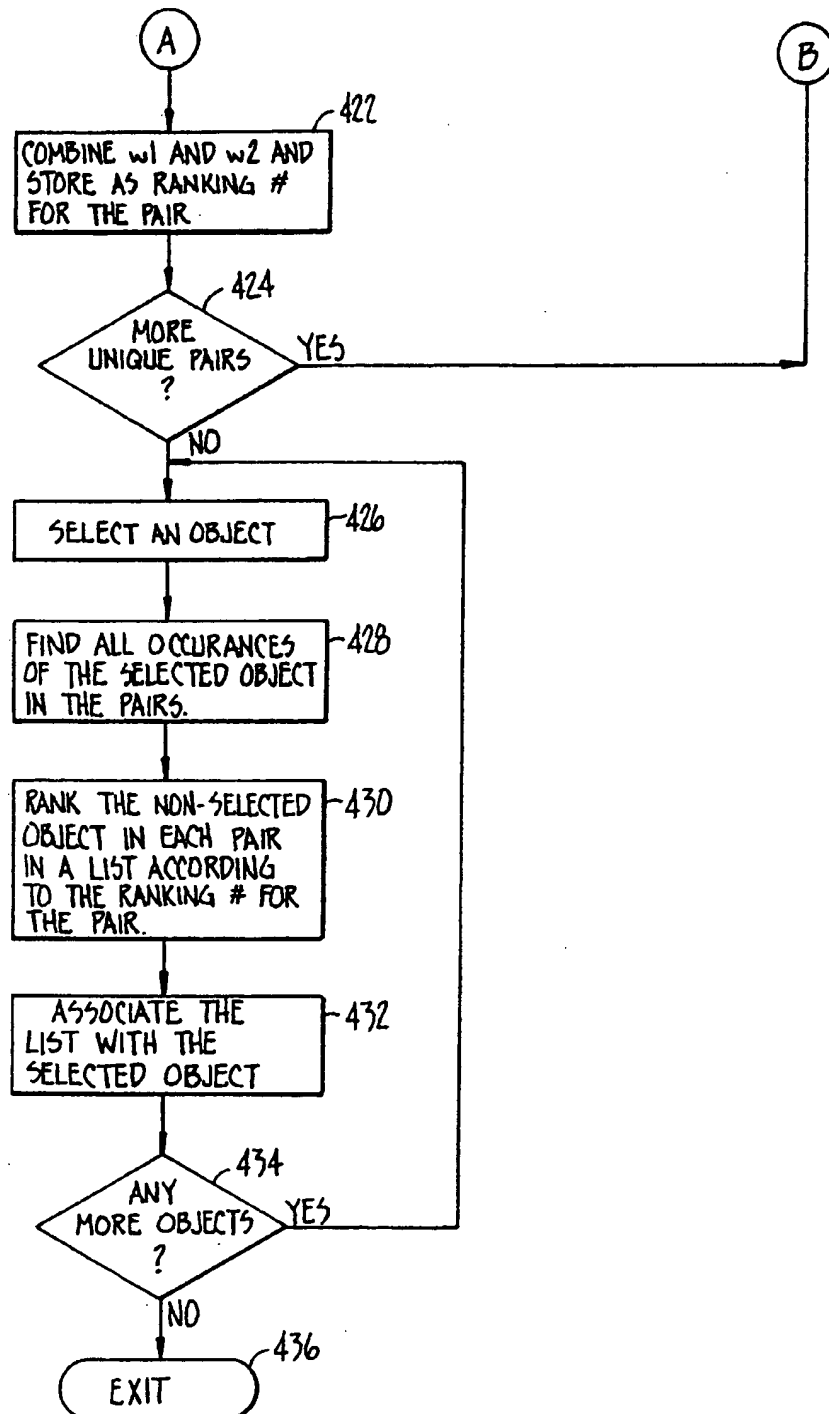 A
B
422
COMBINE w1 AND w2 AND
STORE AS RANKING #
FOR THE PAIR
424
MORE
UNIQUE PAIRS
?
YES
NO
SELECT AN OBJECT
426
FIND ALL OCCURANCES
OF THE SELECTED OBJECT
IN THE PAIRS.
428
RANK THE NON-SELECTED
OBJECT IN EACH PAIR
IN A LIST ACCORDING
TO THE RANKING # FOR
THE PAIR.
430
ASSOCIATE THE
LIST WITH THE
SELECTED OBJECT
432
434
ANY
MORE OBJECTS
?
YES
NO
436
EXIT